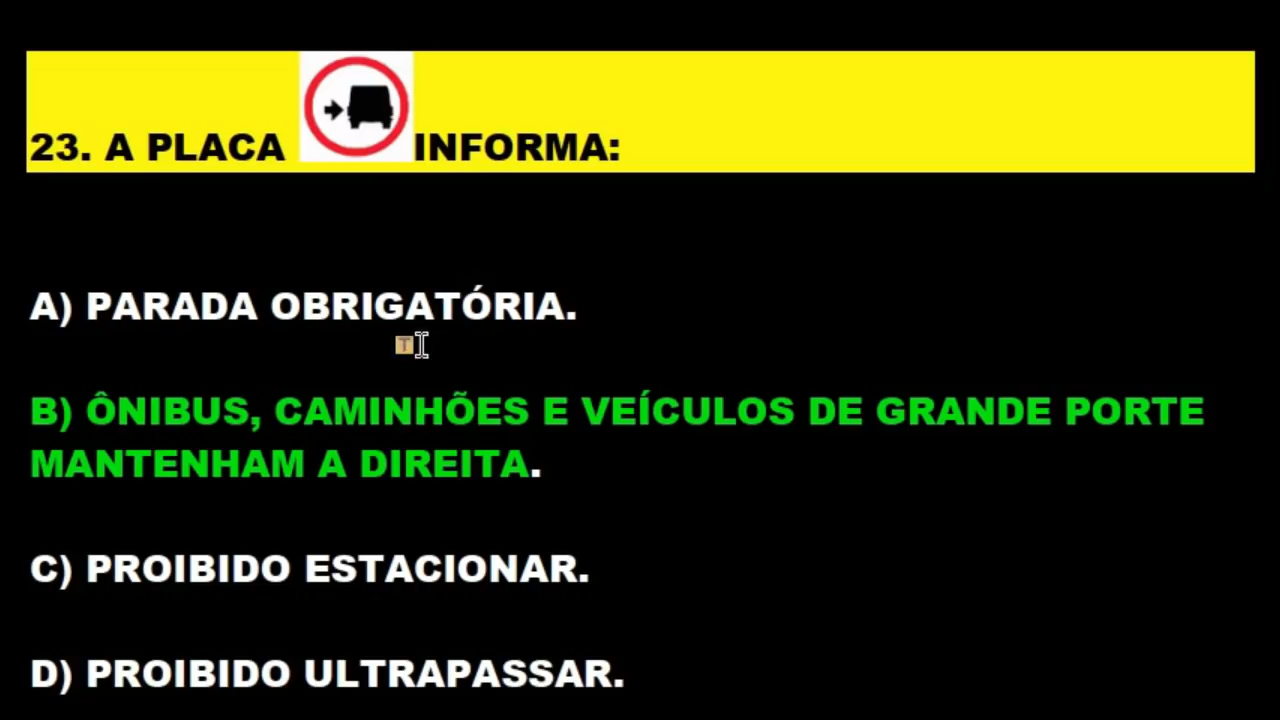 23. A PLACA INFORMA:
A) PARADA OBRIGATÓRIA.
T
B) ÔNIBUS, CAMINHÕES E VEÍCULOS DE GRANDE PORTE
MANTENHAM A DIREITA.
C) PROIBIDO ESTACIONAR.
D) PROIBIDO ULTRAPASSAR.